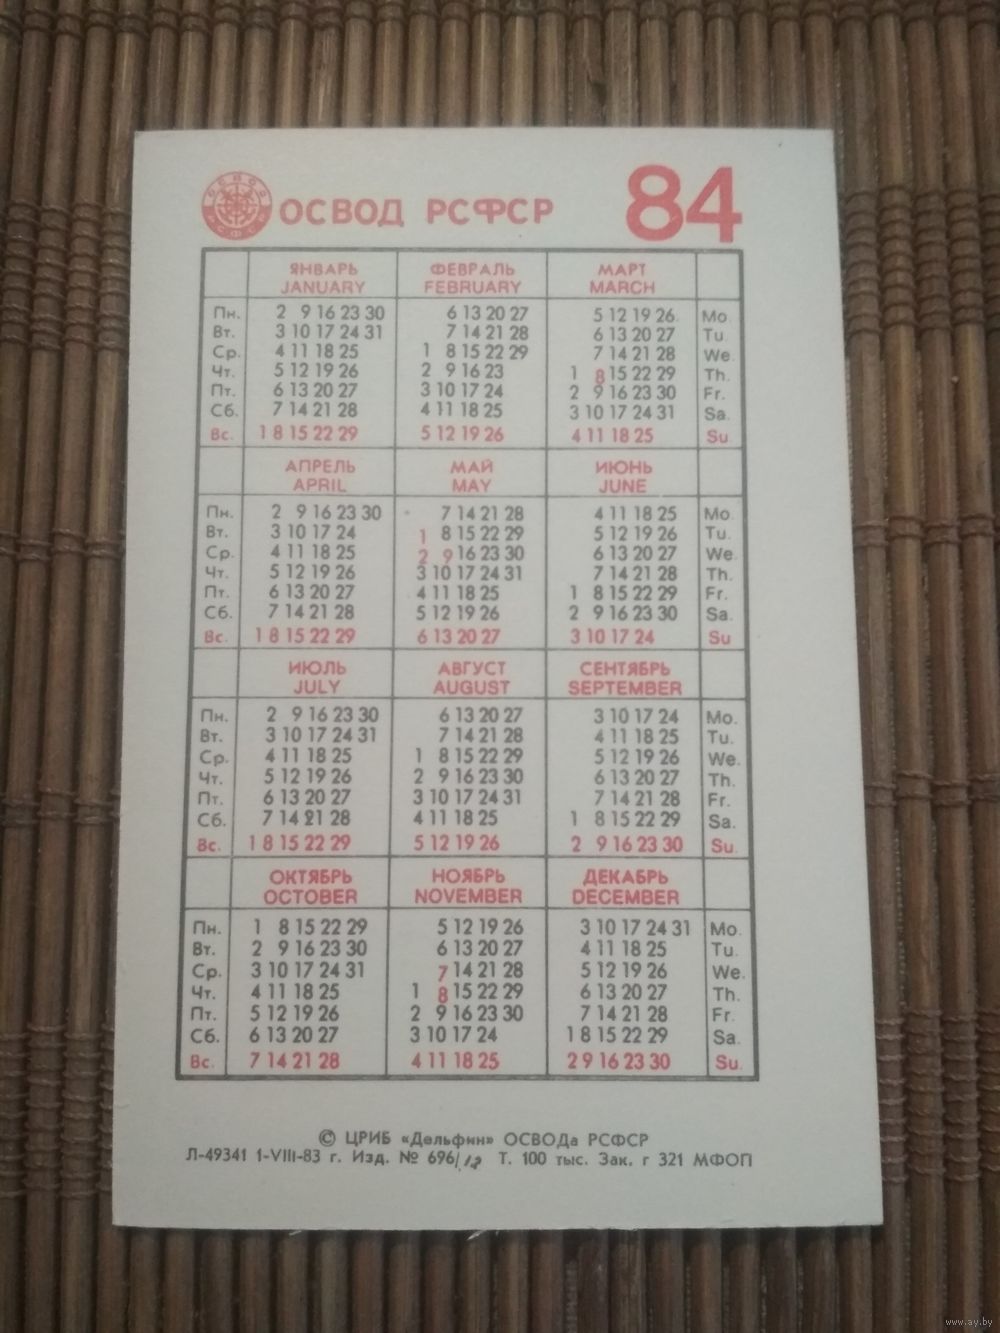 ОСВОД РСФСР 84
ЯНВАРЬ ФЕВРАЛЬ МАРТ
JANUARY FEBRUARY MARCH
Пн. 2 9 16 23 30 6 13 20 27 5 12 19 26 Mo.
Вт. 3 10 17 24 31 7 14 21 28 6 13 20 27 Tu.
Ср. 4 11 18 25 1 8 15 22 29 7 14 21 28 We.
Чт. 5 12 19 26 2 9 16 23 1 8 15 22 29 Th.
Пт. 6 13 20 27 3 10 17 24 2 9 16 23 30 Fr.
Сб. 7 14 21 28 4 11 18 25 3 10 17 24 31 Sa.
Вс. 1 8 15 22 29 5 12 19 26 4 11 18 25 Su
АПРЕЛЬ МАЙ ИЮНЬ
APRIL MAY JUNE
Пн. 2 9 16 23 30 7 14 21 28 4 11 18 25 Mo.
Вт. 3 10 17 24 1 8 15 22 29 5 12 19 26 Tu.
Ср. 4 11 18 25 2 9 16 23 30 6 13 20 27 We.
Чт. 5 12 19 26 3 10 17 24 31 7 14 21 28 Th.
Пт. 6 13 20 27 4 11 18 25 1 8 15 22 29 Fr.
Сб. 7 14 21 28 5 12 19 26 2 9 16 23 30 Sa.
Вс. 1 8 15 22 29 6 13 20 27 3 10 17 24 Su
ИЮЛЬ АВГУСТ СЕНТЯБРЬ
JULY AUGUST SEPTEMBER
Пн. 2 9 16 23 30 6 13 20 27 3 10 17 24 Mo.
Вт. 3 10 17 24 31 7 14 21 28 4 11 18 25 Tu.
Ср. 4 11 18 25 1 8 15 22 29 5 12 19 26 We.
Чт. 5 12 19 26 2 9 16 23 30 6 13 20 27 Th.
Пт. 6 13 20 27 3 10 17 24 31 7 14 21 28 Fr.
Сб. 7 14 21 28 4 11 18 25 1 8 15 22 29 Sa.
Вс. 1 8 15 22 29 5 12 19 26 2 9 16 23 30 Su.
ОКТЯБРЬ НОЯБРЬ ДЕКАБРЬ
OCTOBER NOVEMBER DECEMBER
Пн. 1 8 15 22 29 5 12 19 26 3 10 17 24 31 Mo.
Вт. 2 9 16 23 30 6 13 20 27 4 11 18 25 Tu.
Ср. 3 10 17 24 31 7 14 21 28 5 12 19 26 We.
Чт. 4 11 18 25 1 8 15 22 29 6 13 20 27 Th.
Пт. 5 12 19 26 2 9 16 23 30 7 14 21 28 Fr.
Сб. 6 13 20 27 3 10 17 24 1 8 15 22 29 Sa.
Вс. 7 14 21 28 4 11 18 25 2 9 16 23 30 Su.
© ЦРИБ «Дельфин» ОСВОДа РСФСР
Л-49341 1-VIII-83 г. Изд. № 696/12 Т. 100 тыс. Зак. г 321 МФОП
www.ay.by